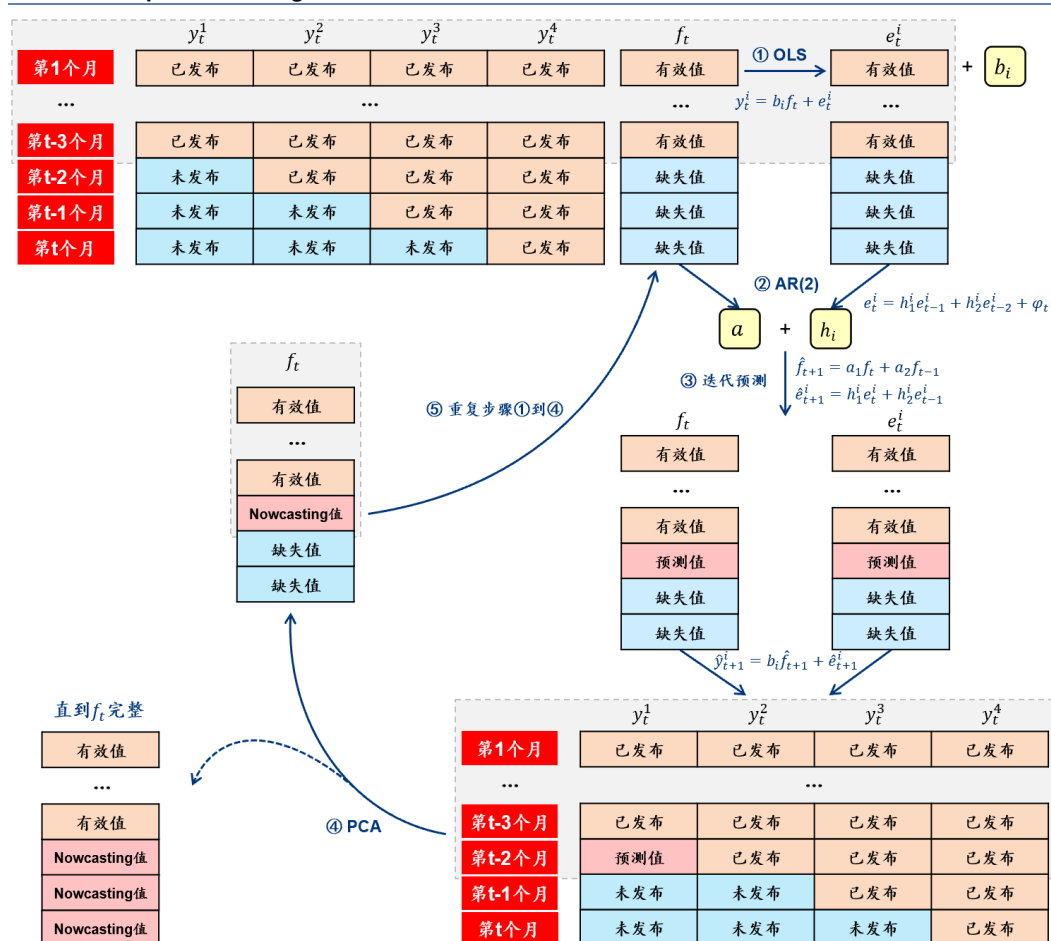 $y_t^1$ $y_t^2$ $y_t^3$ $y_t^4$ $f_t$ $e_t^i$
第1个月 已发布 已发布 已发布 已发布 有效值 ① OLS 有效值 + $b_i$
... ... ... $y_t^i = b_i f_t + e_t^i$ ...
第t-3个月 已发布 已发布 已发布 已发布 有效值 有效值
第t-2个月 未发布 已发布 已发布 已发布 缺失值 缺失值
第t-1个月 未发布 未发布 已发布 已发布 缺失值 缺失值
第t个月 未发布 未发布 未发布 已发布 缺失值 缺失值
② AR(2)
$e_t^i = h_1^i e_{t-1}^i + h_2^i e_{t-2}^i + φ_t$
$a$ + $h_i$
③ 迭代预测
$\hat{f}_{t+1} = a_1 f_t + a_2 f_{t-1}$
$\hat{e}_{t+1}^i = h_1^i e_t^i + h_2^i e_{t-1}^i$
$f_t$ $e_t^i$
有效值 有效值
... ...
有效值 有效值
预测值 预测值
缺失值 缺失值
缺失值 缺失值
$\hat{y}_{t+1}^i = b_i \hat{f}_{t+1} + \hat{e}_{t+1}^i$
$y_t^1$ $y_t^2$ $y_t^3$ $y_t^4$
第1个月 已发布 已发布 已发布 已发布
... ...
第t-3个月 已发布 已发布 已发布 已发布
第t-2个月 预测值 已发布 已发布 已发布
第t-1个月 未发布 未发布 已发布 已发布
第t个月 未发布 未发布 未发布 已发布
④ PCA
$f_t$
有效值
...
有效值
Nowcasting值
缺失值
缺失值
⑤ 重复步骤①到④
直到$f_t$完整
有效值
...
有效值
Nowcasting值
Nowcasting值
Nowcasting值